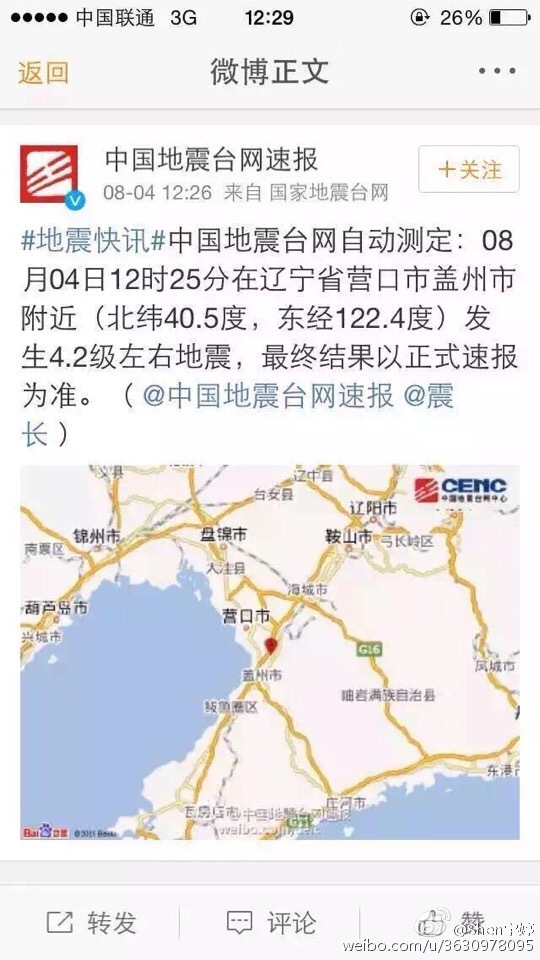 中国联通 3G 12:29 26%
返回 微博正文
中国地震台网速报
+关注
08-04 12:26 来自 国家地震台网
#地震快讯#中国地震台网自动测定：08
月04日12时25分在辽宁省营口市盖州市
附近（北纬40.5度，东经122.4度）发
生4.2级左右地震，最终结果以正式速报
为准。（ @中国地震台网速报 @震
长 ）
义县
辽中县
台安县
CENC
中国地震台网中心
辽阳市
锦州市
盘锦市
鞍山市
弓长岭区
南票区
大洼县
海城市
葫芦岛市
营口市
兴城市
G16
盖州市
凤城市
鲅鱼圈区
岫岩满族自治县
东港
瓦房店市
庄河市
@中国地震台网速报
G11
Bai百度
转发 评论 赞
weibo.com/u/3630978095